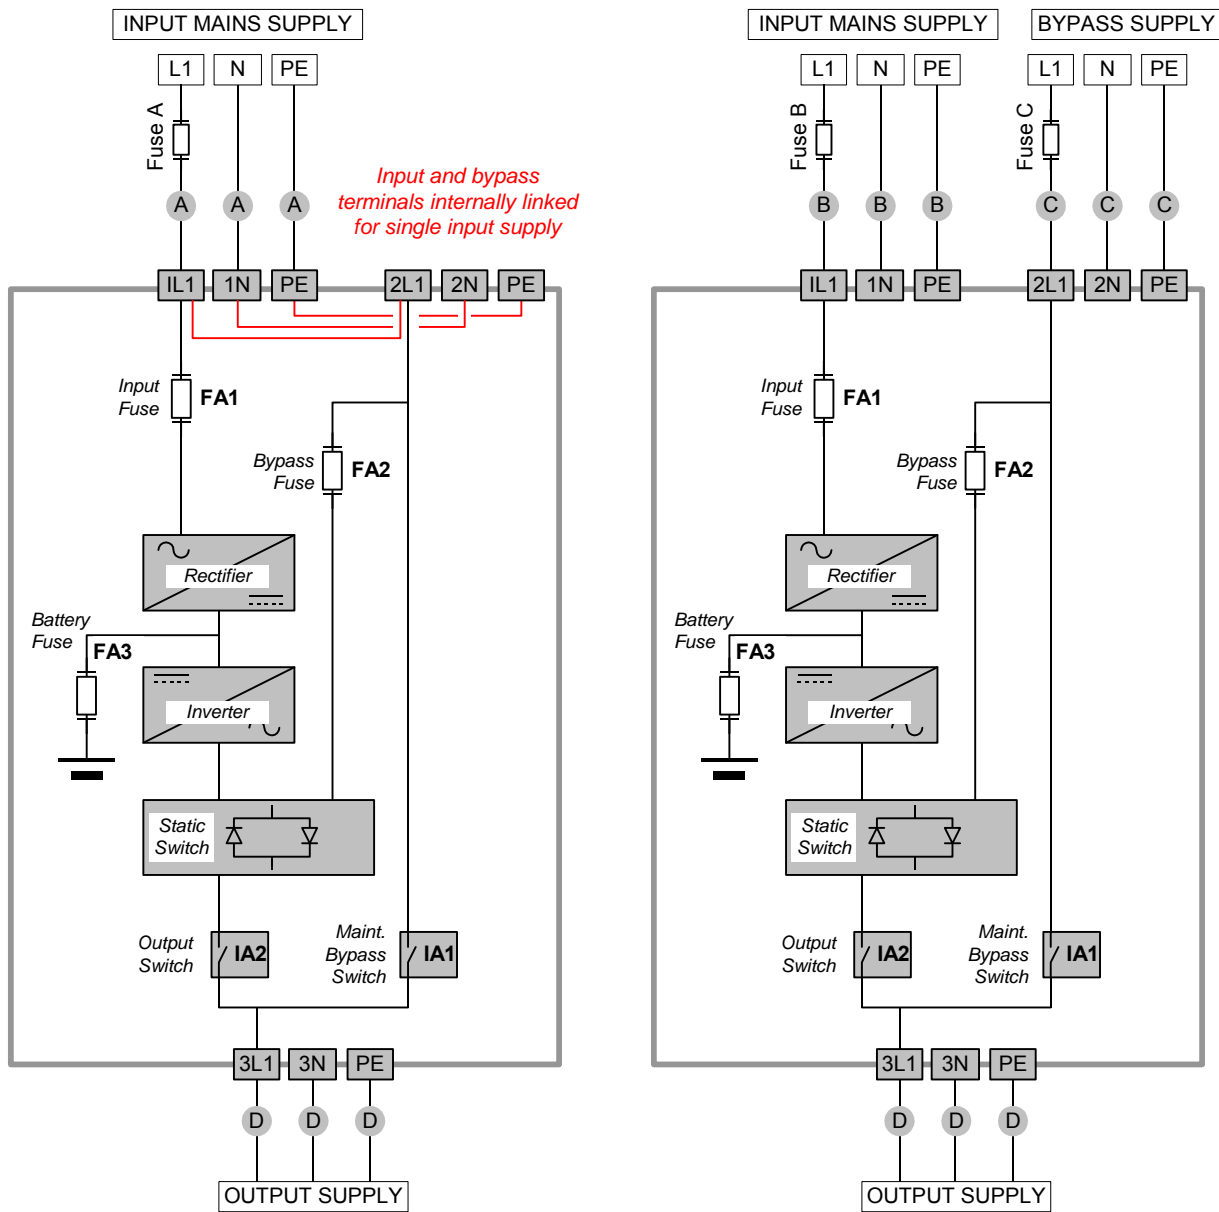 INPUT MAINS SUPPLY
L1 N PE
Fuse A
A A A
Input and bypass
terminals internally linked
for single input supply
IL1 1N PE 2L1 2N PE
Input
Fuse
FA1
Bypass
Fuse
FA2
Rectifier
Battery
Fuse
FA3
Inverter
Static
Switch
Output
Switch
IA2
Maint.
Bypass
Switch
IA1
3L1 3N PE
D D D
OUTPUT SUPPLY
INPUT MAINS SUPPLY
BYPASS SUPPLY
L1 N PE
L1 N PE
Fuse B
Fuse C
B B B
C C C
IL1 1N PE 2L1 2N PE
Input
Fuse
FA1
Bypass
Fuse
FA2
Rectifier
Battery
Fuse
FA3
Inverter
Static
Switch
Output
Switch
IA2
Maint.
Bypass
Switch
IA1
3L1 3N PE
D D D
OUTPUT SUPPLY